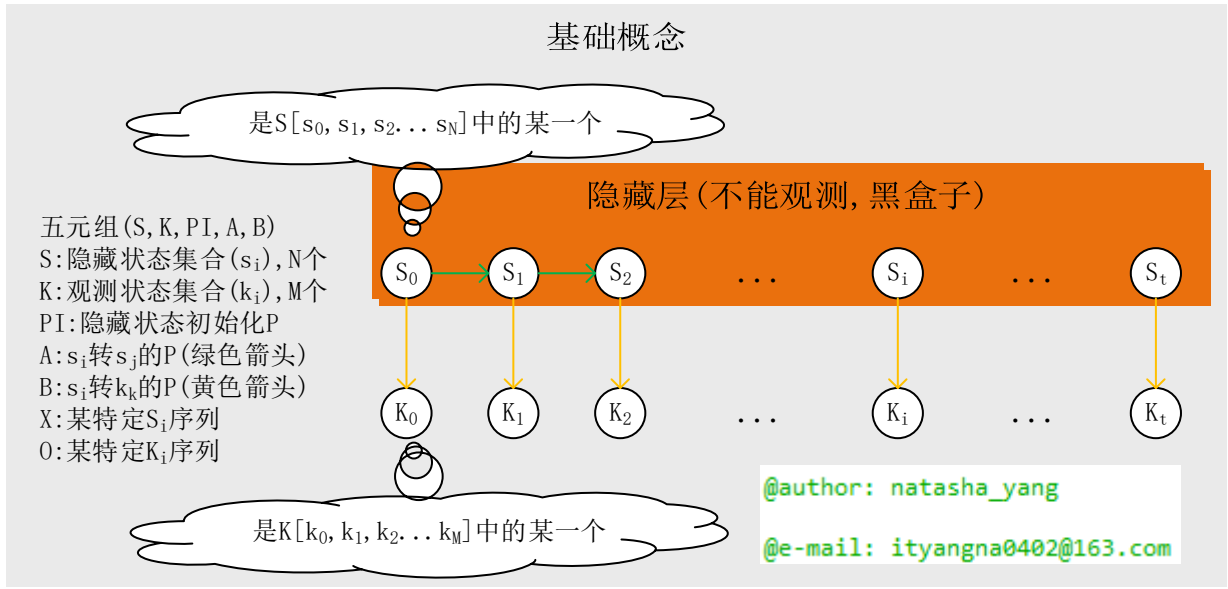 基础概念
是S[s₀,s₁,s₂...s_N]中的某一个
隐藏层(不能观测,黑盒子)
五元组(S,K,PI,A,B)
S:隐藏状态集合(sᵢ),N个
K:观测状态集合(kᵢ),M个
PI:隐藏状态初始化P
A:sᵢ转sⱼ的P(绿色箭头)
B:sᵢ转kₖ的P(黄色箭头)
X:某特定Sᵢ序列
O:某特定Kᵢ序列
S₀ S₁ S₂ ... Sᵢ ... Sₜ
K₀ K₁ K₂ ... Kᵢ ... Kₜ
是K[k₀,k₁,k₂...k_M]中的某一个
@author: natasha_yang
@e-mail: ityangna0402@163.com